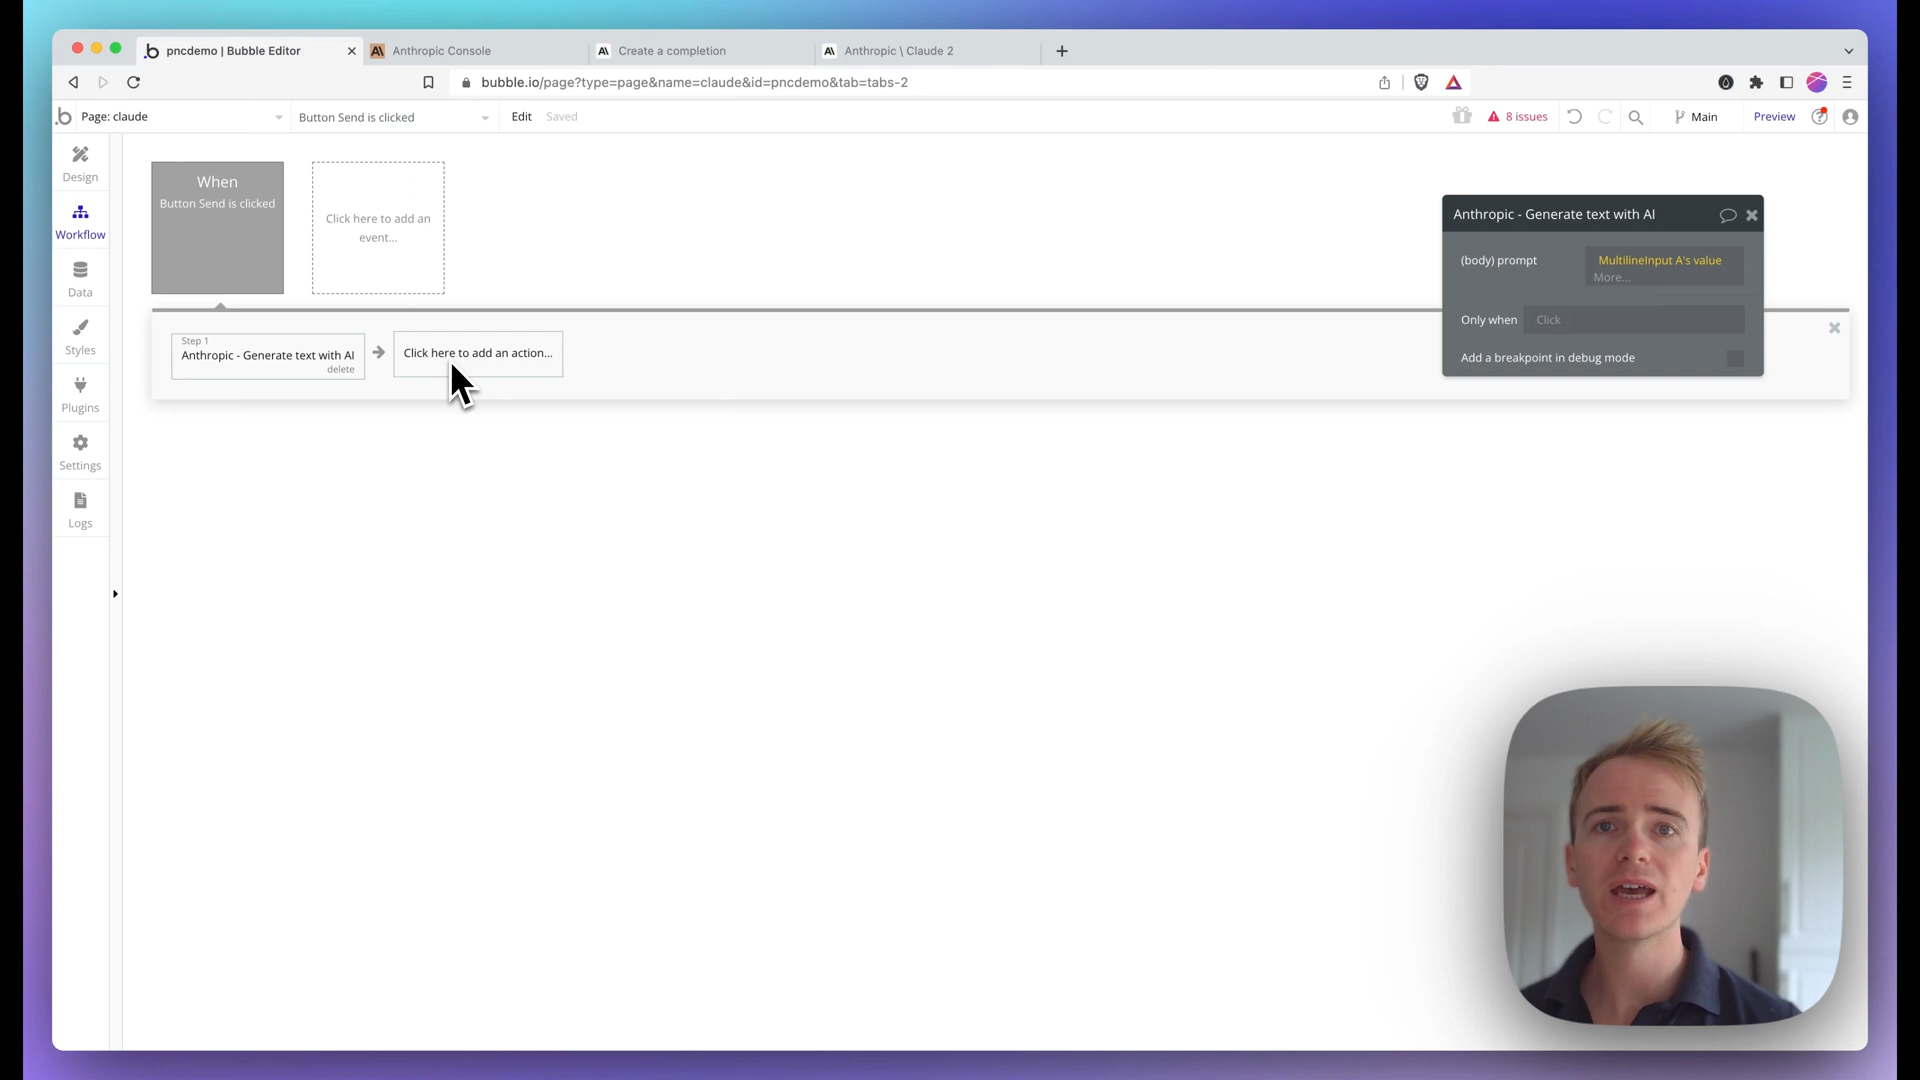 pncdemo | Bubble Editor
Anthropic Console
Create a completion
Anthropic \ Claude 2
bubble.io/page?type=page&name=claude&id=pncdemo&tab=tabs-2
Page: claude
Button Send is clicked
Edit
Saved
8 issues
Main
Preview
Design
Workflow
Data
Styles
Plugins
Settings
Logs
When
Button Send is clicked
Click here to add an
event...
Step 1
Anthropic - Generate text with AI
delete
Click here to add an action...
Anthropic - Generate text with AI
(body) prompt
MultilineInput A's value
More...
Only when
Click
Add a breakpoint in debug mode